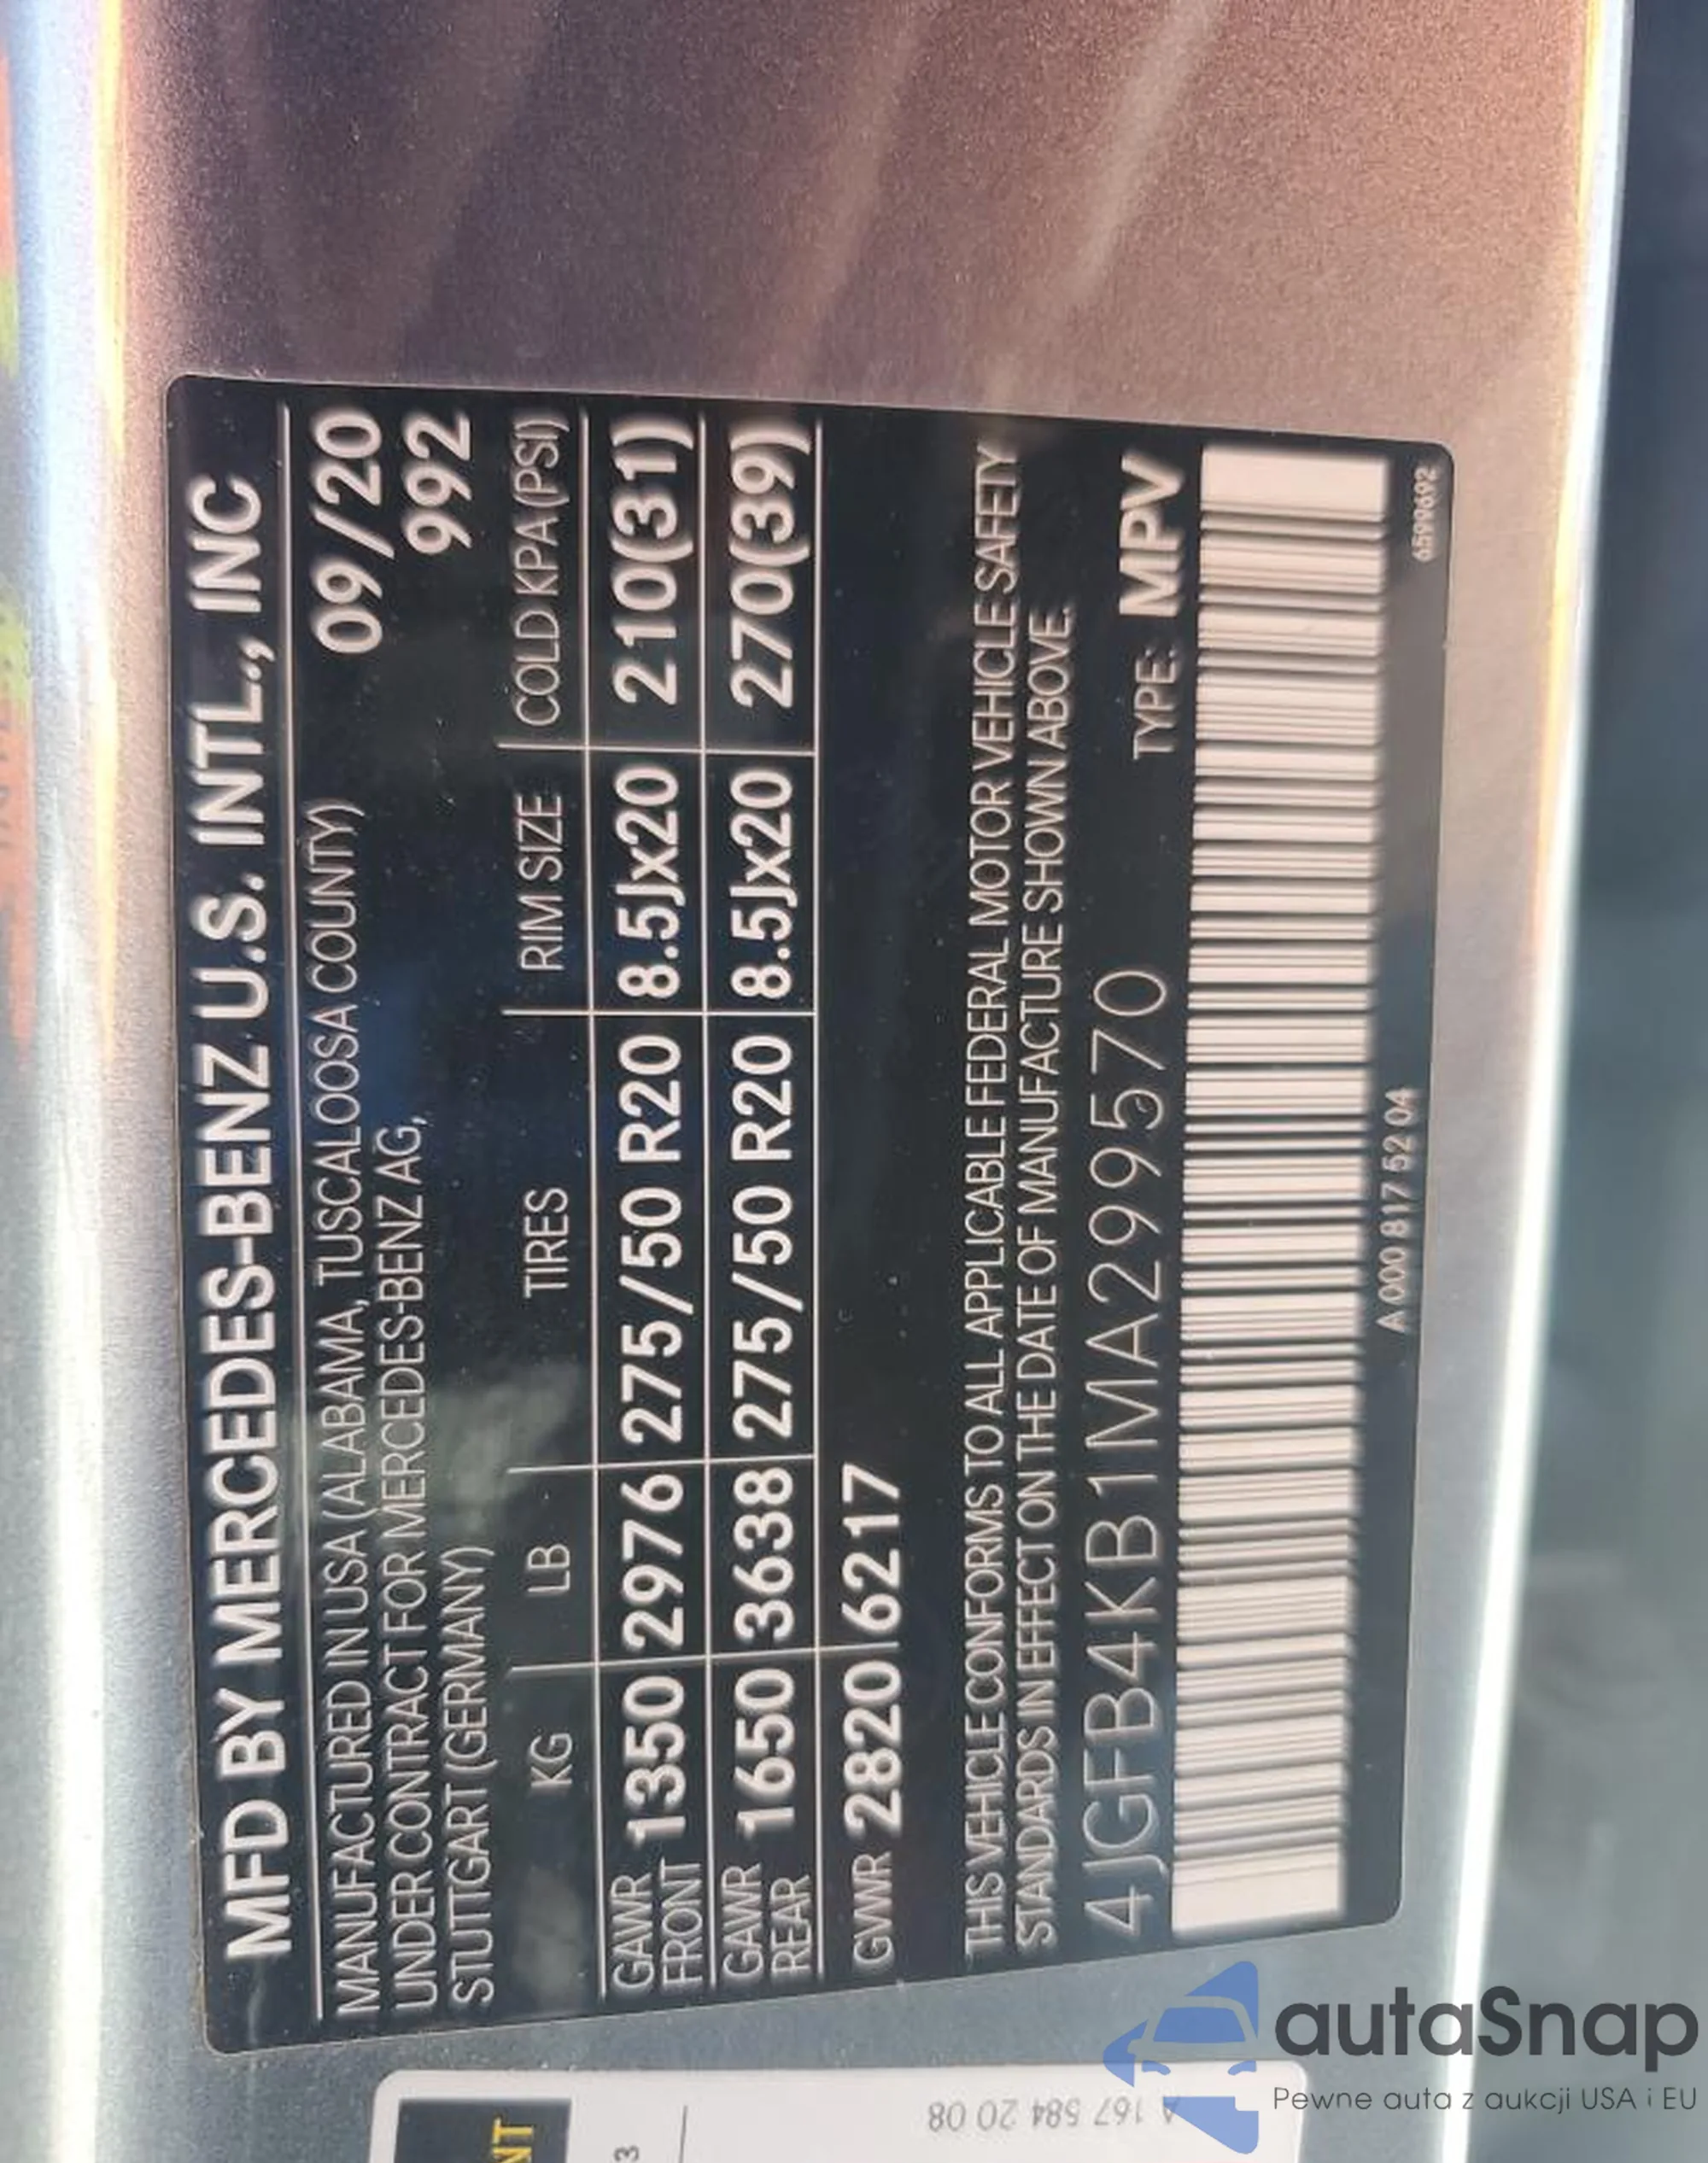 MFD BY MERCEDES-BENZ U.S. INTL., INC
MANUFACTURED IN USA (ALABAMA, TUSCALOOSA COUNTY) 09/20
UNDER CONTRACT FOR MERCEDES-BENZ AG, 992
STUTTGART (GERMANY)
KG LB TIRES RIM SIZE COLD KPA (PSI)
GAWR FRONT 1350 2976 275/50 R20 8.5Jx20 210(31)
GAWR REAR 1650 3638 275/50 R20 8.5Jx20 270(39)
GVWR 2820 6217
THIS VEHICLE CONFORMS TO ALL APPLICABLE FEDERAL MOTOR VEHICLE SAFETY
STANDARDS IN EFFECT ON THE DATE OF MANUFACTURE SHOWN ABOVE.
4JGFB4KB1MA299570 TYPE: MPV
A 000 817 52 04 6599692
NT
3
A 167 584 20 08
autaSnap
Pewne auta z aukcji USA i EU